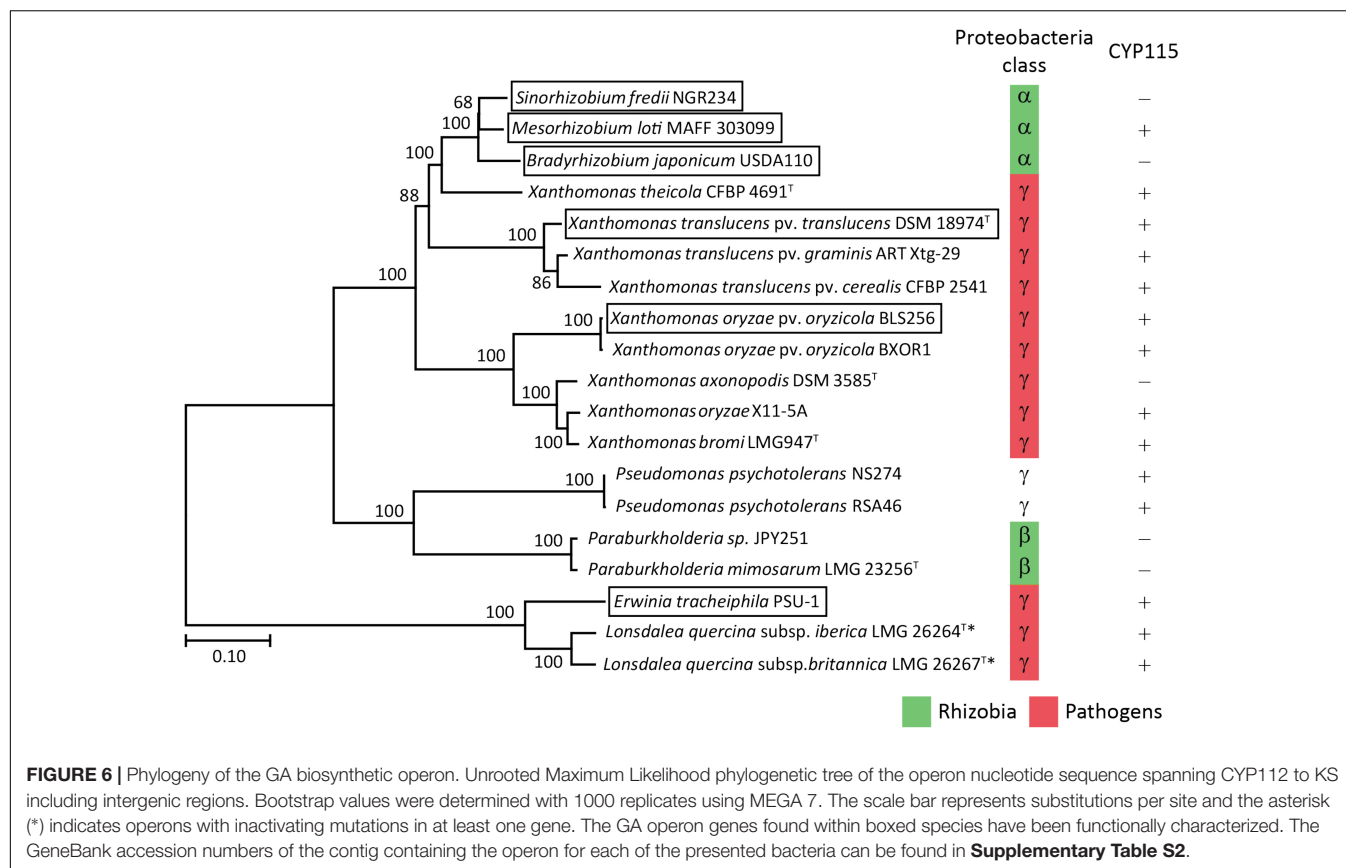 Proteobacteria class CYP115
68 Sinorhizobium fredii NGR234 α −
100 Mesorhizobium loti MAFF 303099 α +
100 Bradyrhizobium japonicum USDA110 α −
88 Xanthomonas theicola CFBP 4691ᵀ γ +
100 Xanthomonas translucens pv. translucens DSM 18974ᵀ γ +
Xanthomonas translucens pv. graminis ART Xtg-29 γ +
100 86 Xanthomonas translucens pv. cerealis CFBP 2541 γ +
100 Xanthomonas oryzae pv. oryzicola BLS256 γ +
100 Xanthomonas oryzae pv. oryzicola BXOR1 γ +
100 Xanthomonas axonopodis DSM 3585ᵀ γ −
Xanthomonas oryzae X11-5A γ +
100 Xanthomonas bromi LMG947ᵀ γ +
100 Pseudomonas psychotolerans NS274 γ +
100 Pseudomonas psychotolerans RSA46 γ +
100 Paraburkholderia sp. JPY251 β −
Paraburkholderia mimosarum LMG 23256ᵀ β −
100 Erwinia tracheiphila PSU-1 γ +
Lonsdalea quercina subsp. iberica LMG 26264ᵀ* γ +
0.10 100 Lonsdalea quercina subsp.britannica LMG 26267ᵀ* γ +
Rhizobia Pathogens
FIGURE 6 | Phylogeny of the GA biosynthetic operon. Unrooted Maximum Likelihood phylogenetic tree of the operon nucleotide sequence spanning CYP112 to KS
including intergenic regions. Bootstrap values were determined with 1000 replicates using MEGA 7. The scale bar represents substitutions per site and the asterisk
(*) indicates operons with inactivating mutations in at least one gene. The GA operon genes found within boxed species have been functionally characterized. The
GeneBank accession numbers of the contig containing the operon for each of the presented bacteria can be found in Supplementary Table S2.